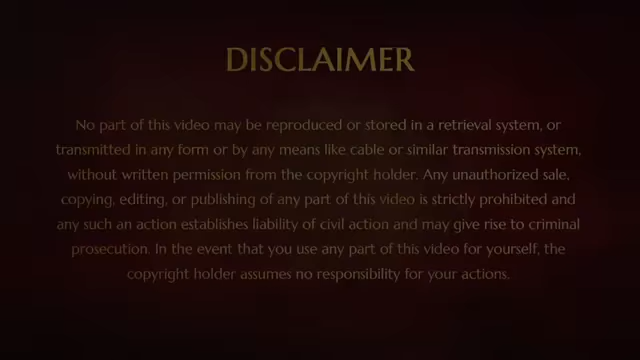 DISCLAIMER
No part of this video may be reproduced or stored in a retrieval system, or
transmitted in any form or by any means like cable or similar transmission system,
without written permission from the copyright holder. Any unauthorized sale,
copying, editing, or publishing of any part of this video is strictly prohibited and
any such an action establishes liability of civil action and may give rise to criminal
prosecution. In the event that you use any part of this video for yourself, the
copyright holder assumes no responsibility for your actions.